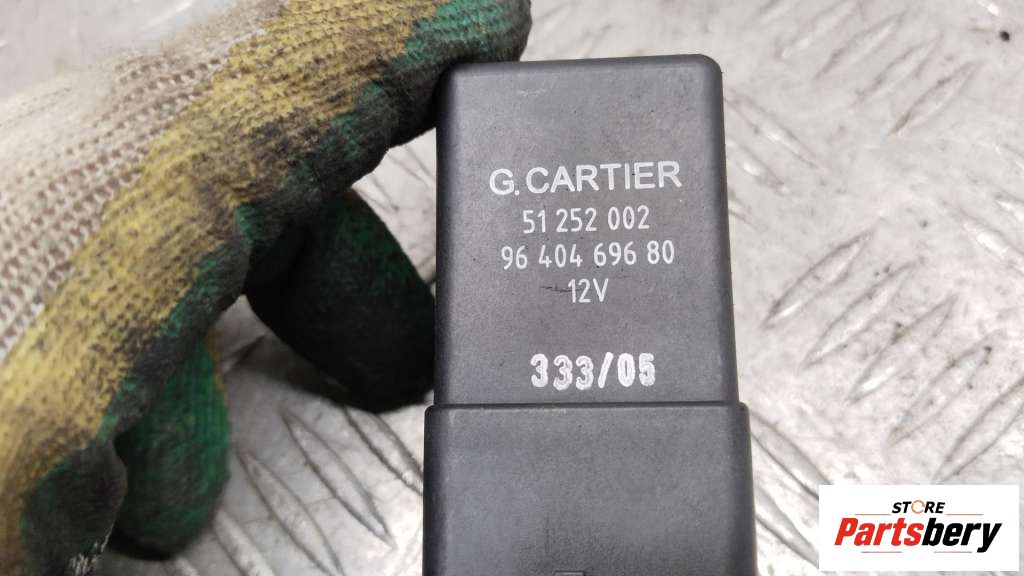 G. CARTIER
51 252 002
96 404 696 80
12V
333/05
STORE
Partsbery